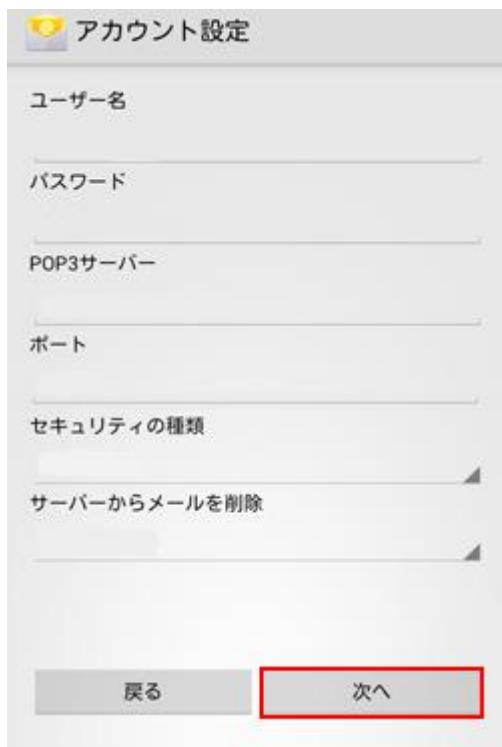 アカウント設定
ユーザー名
パスワード
POP3サーバー
ポート
セキュリティの種類
サーバーからメールを削除
戻る
次へ